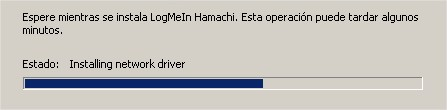 Espere mientras se instala LogMeIn Hamachi. Esta operación puede tardar algunos
minutos.
Estado: Installing network driver